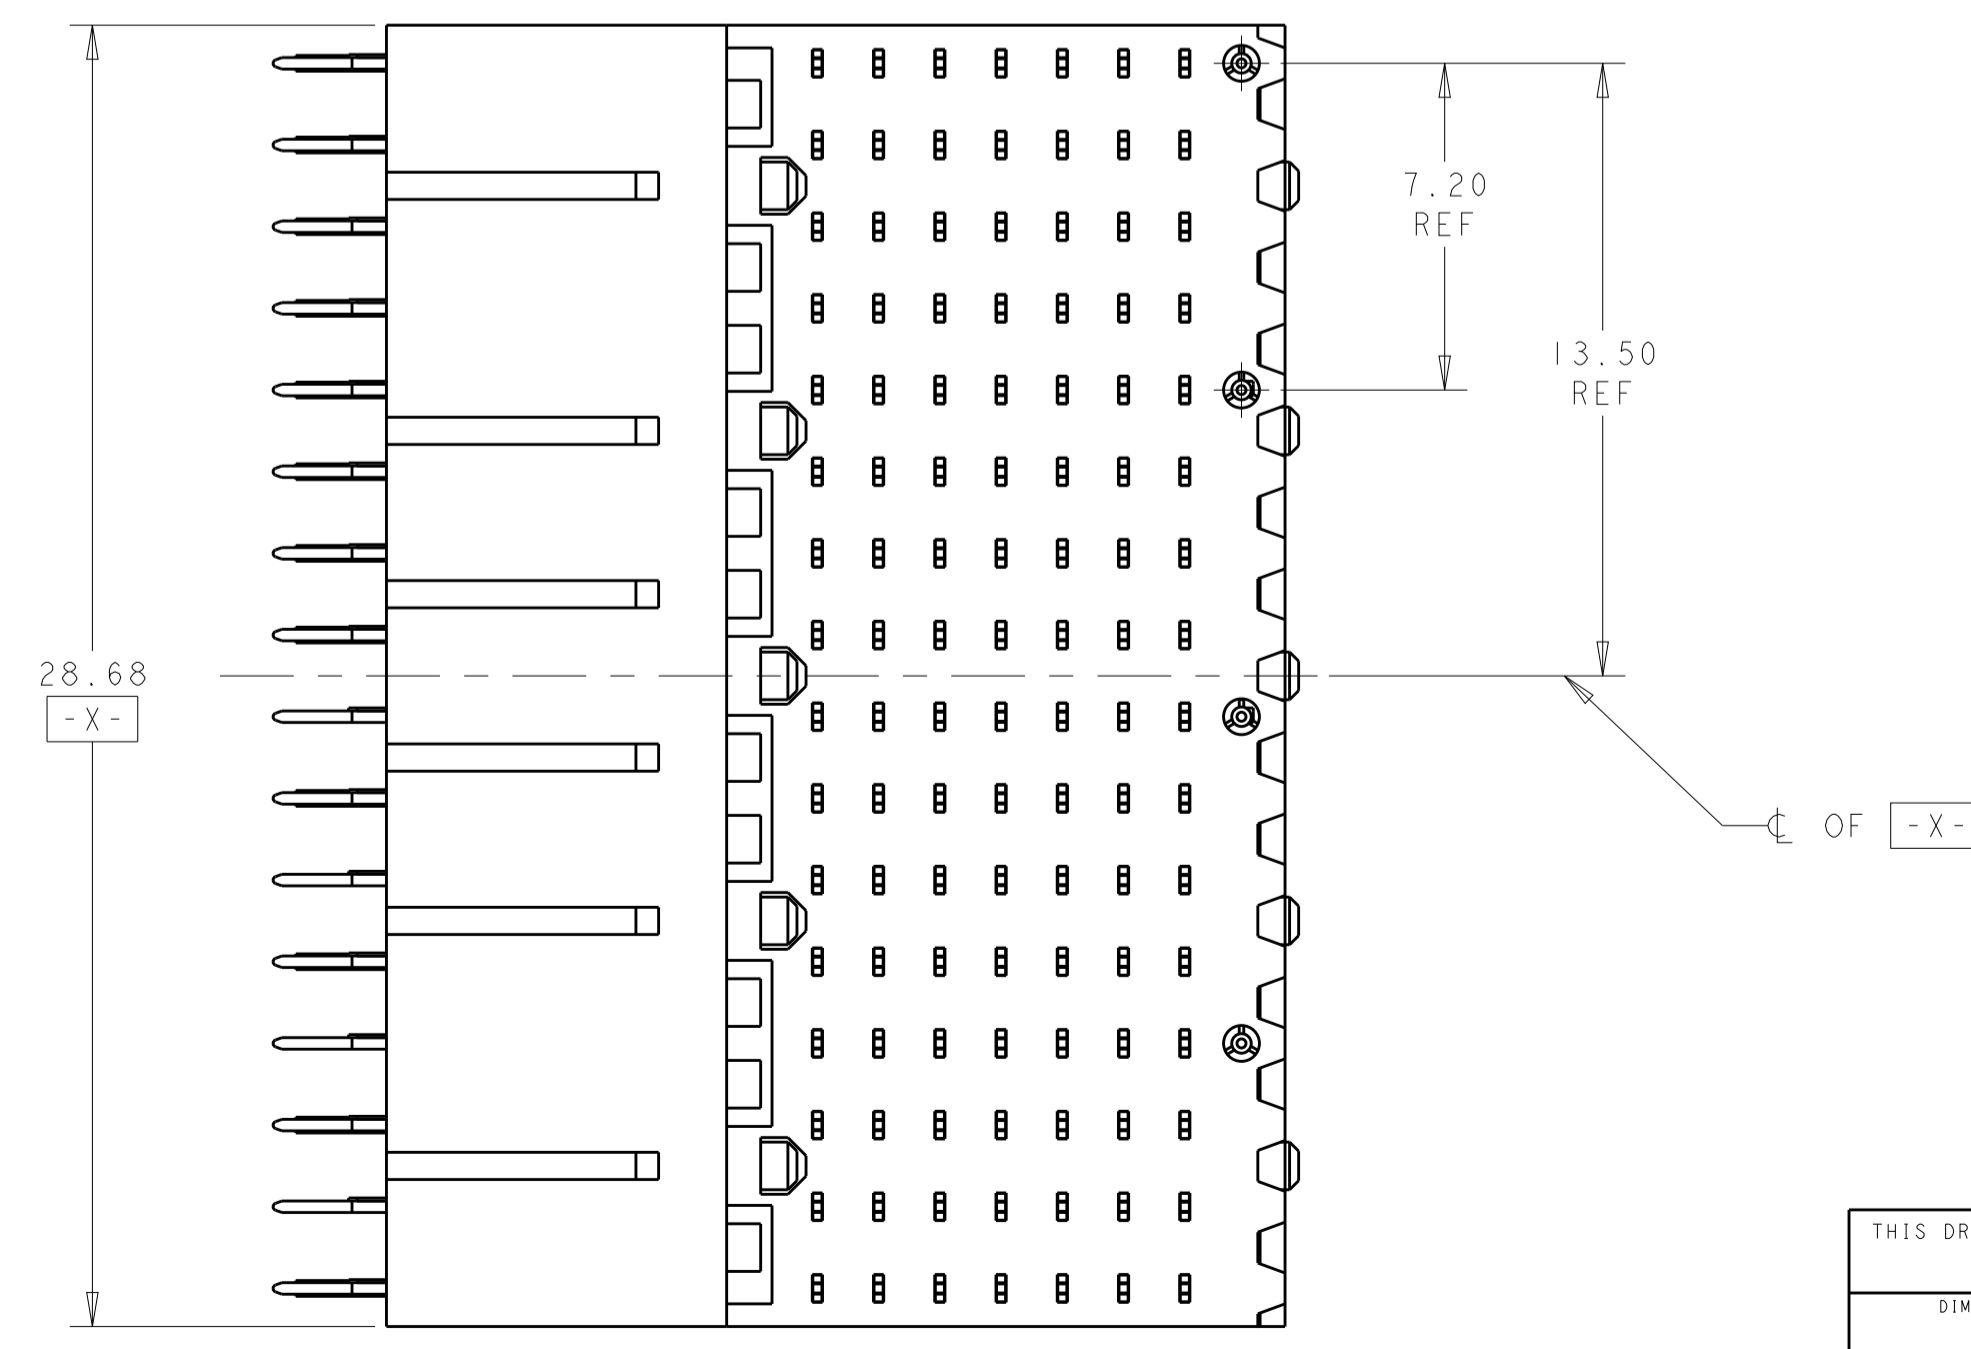 7.20
REF
13.50
REF
28.68
-X-
℄ OF -X-
THIS DR
DIM